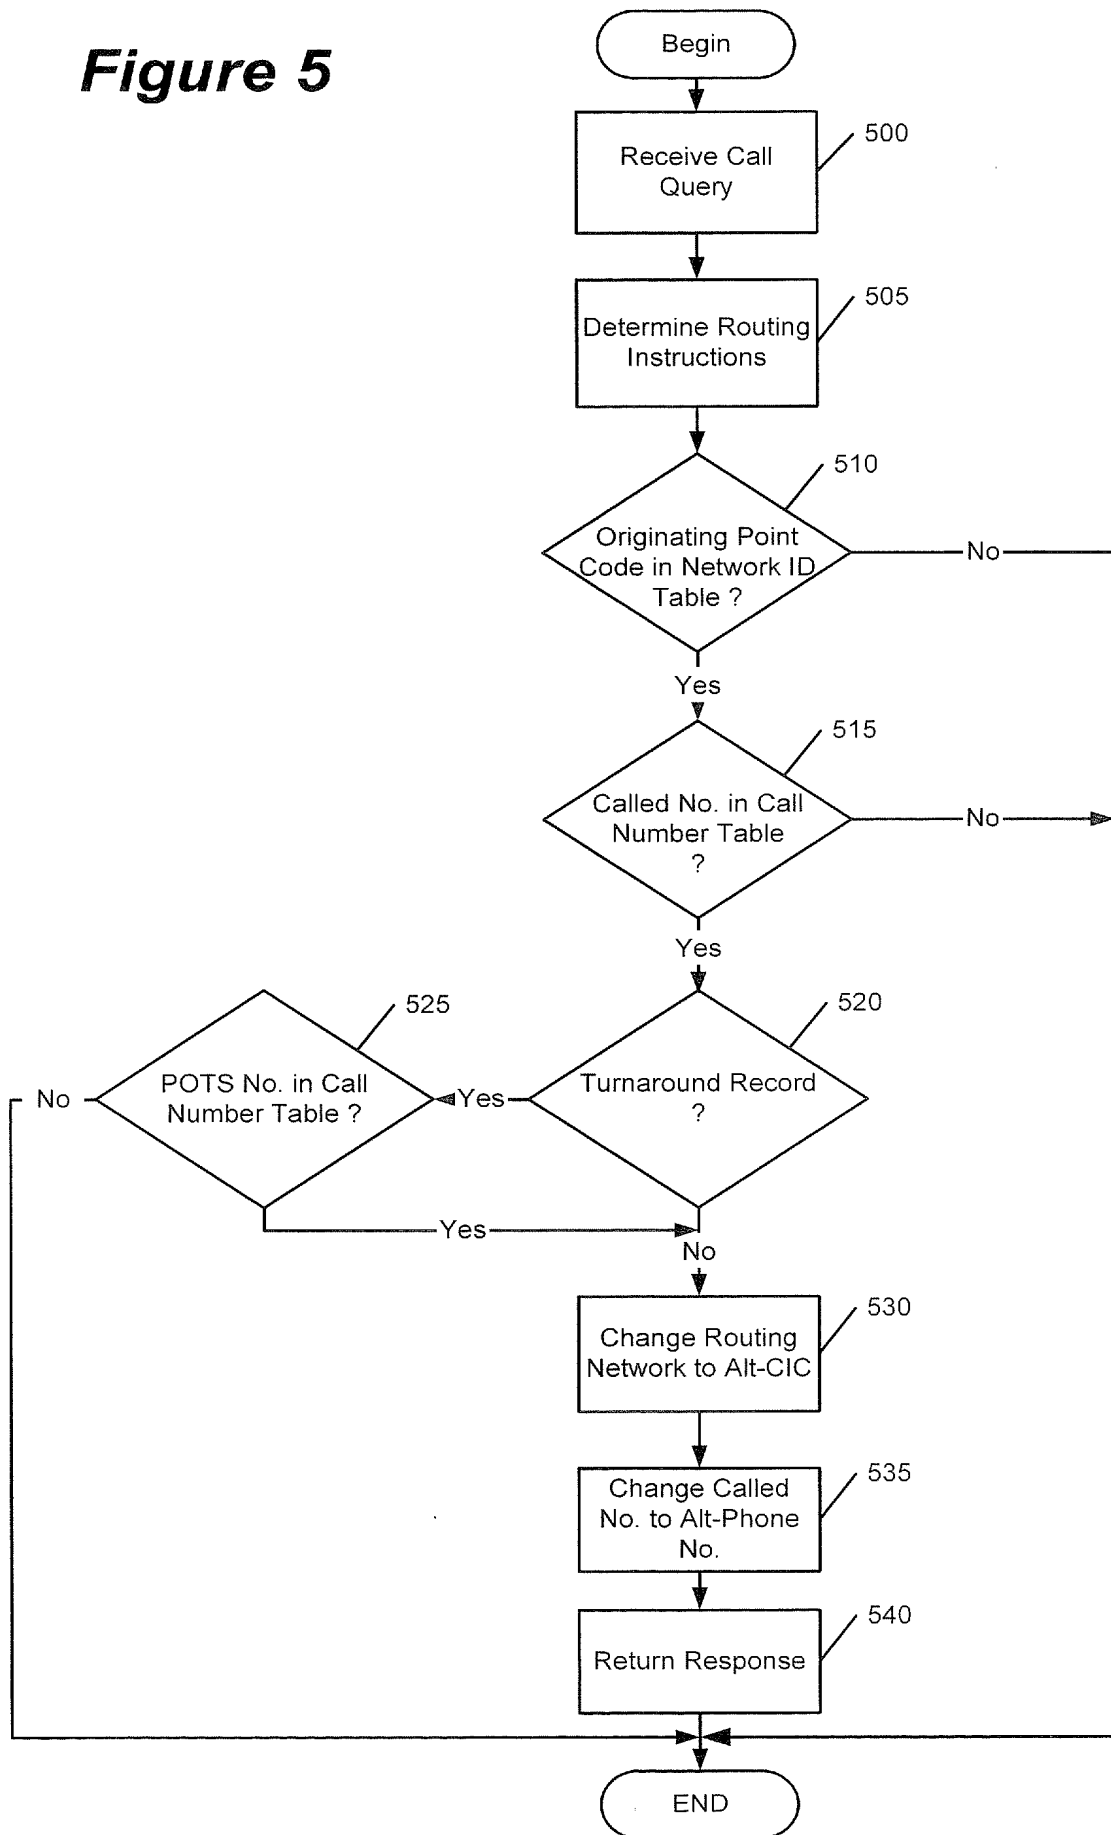 Figure 5
Begin
500
Receive Call
Query
505
Determine Routing
Instructions
510
Originating Point
Code in Network ID
Table ?
No
Yes
515
Called No. in Call
Number Table
?
No
Yes
520
Turnaround Record
?
Yes
525
POTS No. in Call
Number Table ?
No
Yes
No
530
Change Routing
Network to Alt-CIC
535
Change Called
No. to Alt-Phone
No.
540
Return Response
END